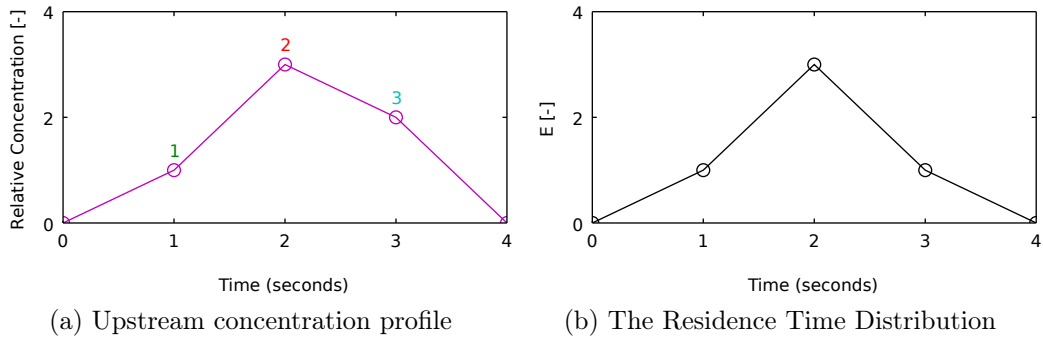 Relative Concentration [-]
4
2
0
0 1 2 3 4
1
2
3
Time (seconds)
(a) Upstream concentration profile
E [-]
4
2
0
0 1 2 3 4
Time (seconds)
(b) The Residence Time Distribution